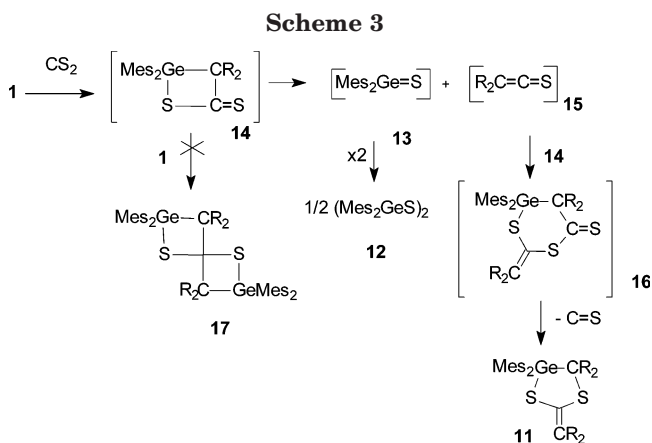 Scheme 3
CS2
1
Mes2Ge
CR2
S
C=S
14
Mes2Ge=S
13
+
R2C=C=S
15
1
x2
14
Mes2Ge
CR2
S
S
R2C
GeMes2
17
1/2 (Mes2GeS)2
12
Mes2Ge
CR2
S
C=S
S
R2C
16
- C=S
Mes2Ge
CR2
S
S
CR2
11